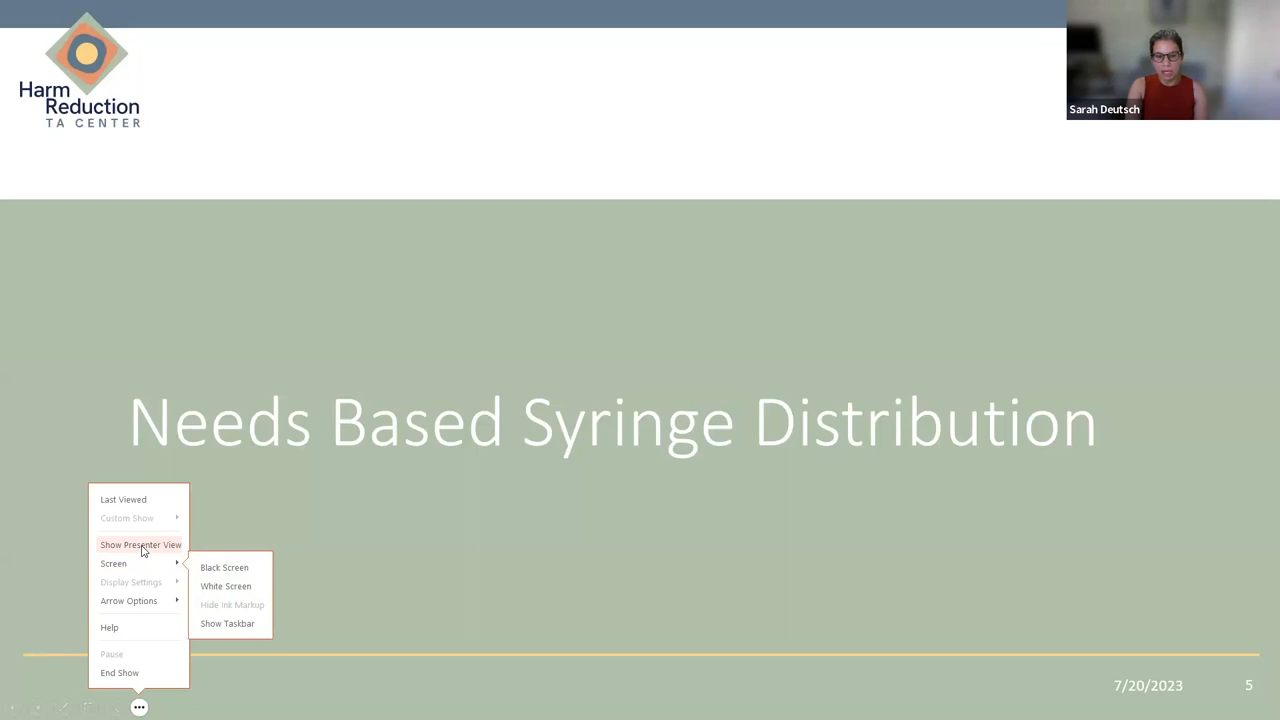 Harm
Reduction
TA CENTER
Sarah Deutsch
Needs Based Syringe Distribution
Last Viewed
Custom Show
Show Presenter View
Screen
Display Settings
Arrow Options
Help
Pause
End Show
Black Screen
White Screen
Hide Ink Markup
Show Taskbar
7/20/2023
5